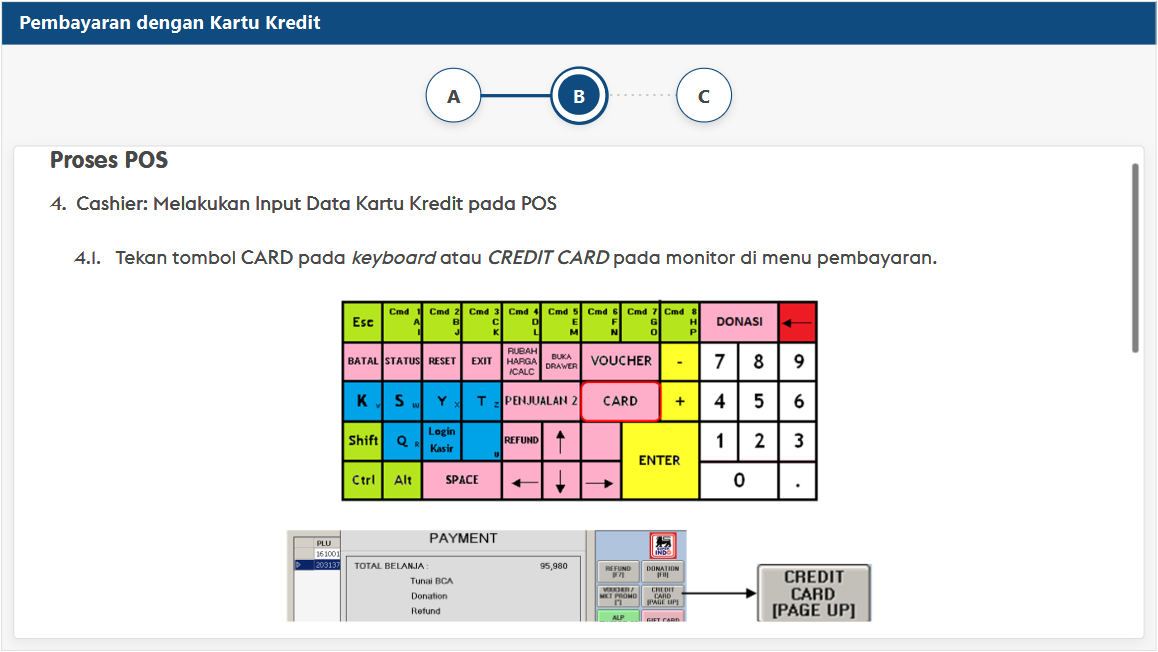 Pembayaran dengan Kartu Kredit
A B C
Proses POS
4. Cashier: Melakukan Input Data Kartu Kredit pada POS
4.1. Tekan tombol CARD pada keyboard atau CREDIT CARD pada monitor di menu pembayaran.
Esc Cmd 1 A I Cmd 2 B J Cmd 3 C K Cmd 4 D L Cmd 5 E M Cmd 6 F N Cmd 7 G O Cmd 8 H P DONASI
BATAL STATUS RESET EXIT RUBAH HARGA /CALC BUKA DRAWER VOUCHER - 7 8 9
K V S W Y X T Z PENJUALAN 2 CARD + 4 5 6
Shift Q R Login Kasir U REFUND ENTER 1 2 3
Ctrl Alt SPACE 0 .
PLU
161001
203137
PAYMENT
TOTAL BELANJA : 95,980
Tunai BCA
Donation
Refund
INDO
REFUND [F7] DONATION [F8]
VOUCHER / MKT PROMO CREDIT CARD [PAGE UP]
ALP GIFT CARD
CREDIT
CARD
[PAGE UP]